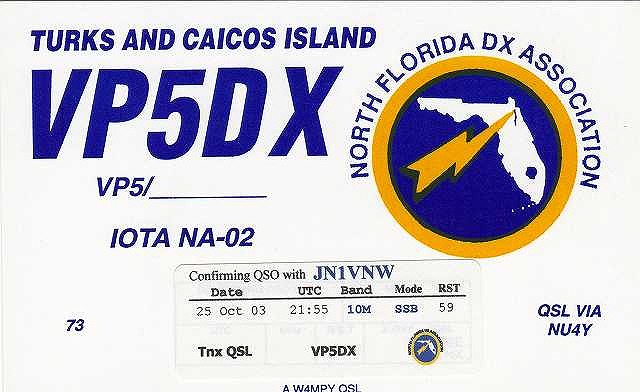 TURKS AND CAICOS ISLAND
VP5DX
NORTH FLORIDA DX ASSOCIATION
VP5/________
IOTA NA-02
Confirming QSO with JN1VNW
Date UTC Band Mode RST
25 Oct 03 21:55 10M SSB 59
Tnx QSL VP5DX
73
QSL VIA
NU4Y
A W4MPY QSL